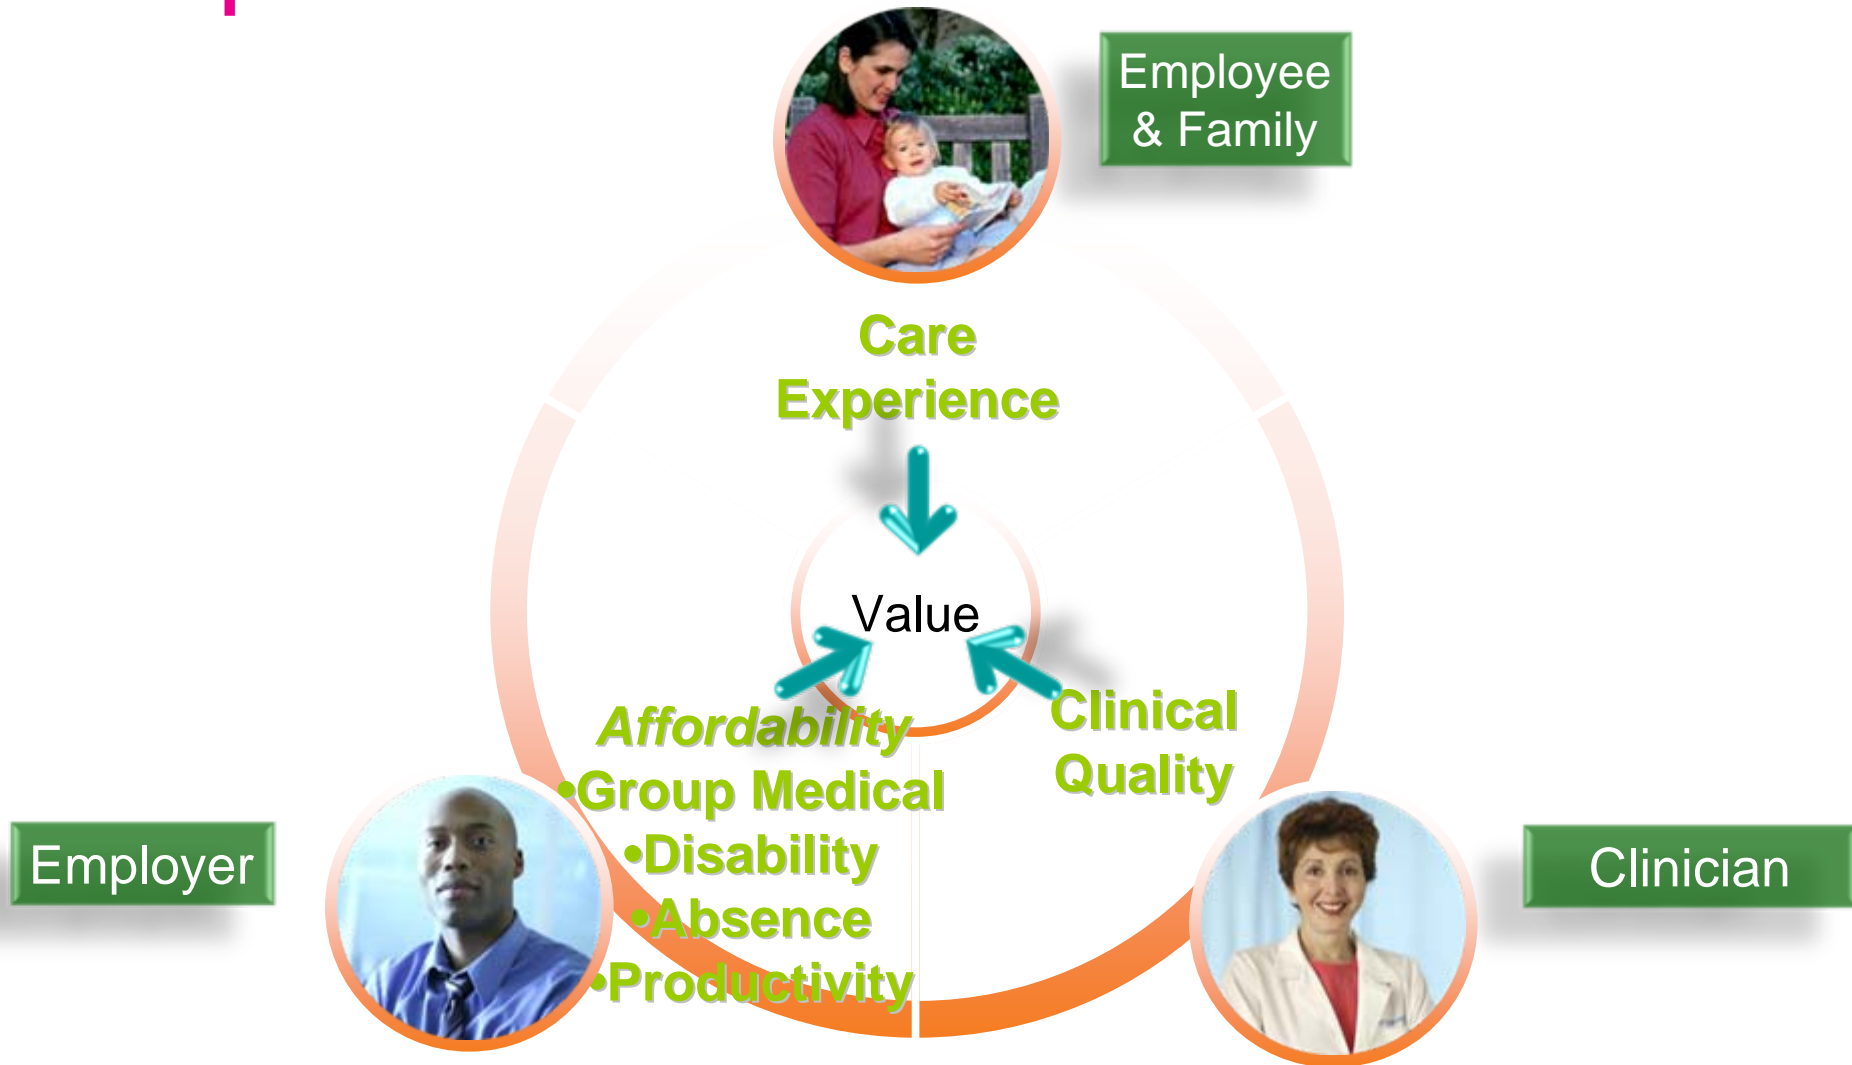 Employee
& Family
Care
Experience
Value
Affordability
•Group Medical
•Disability
•Absence
•Productivity
Clinical
Quality
Employer
Clinician